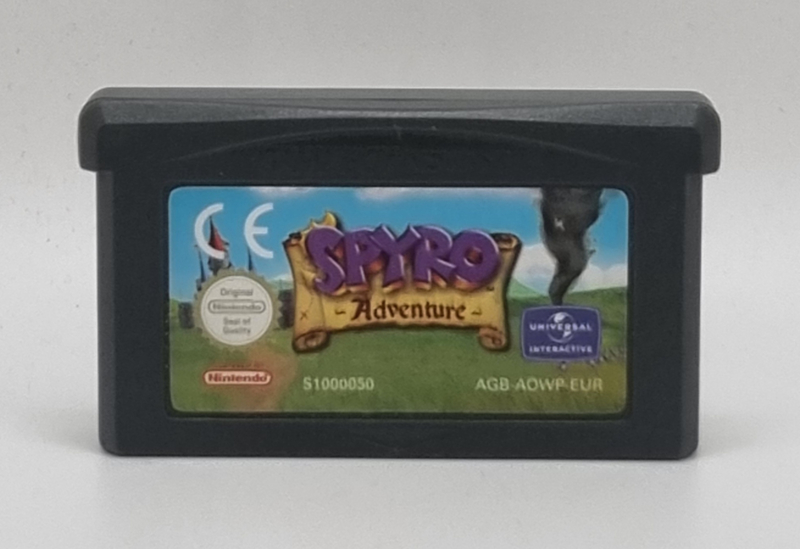 CE
SPYRO
Adventure
Original
Nintendo
Seal of
Quality
UNIVERSAL
INTERACTIVE
Nintendo
S1000050
AGB-AOWP-EUR